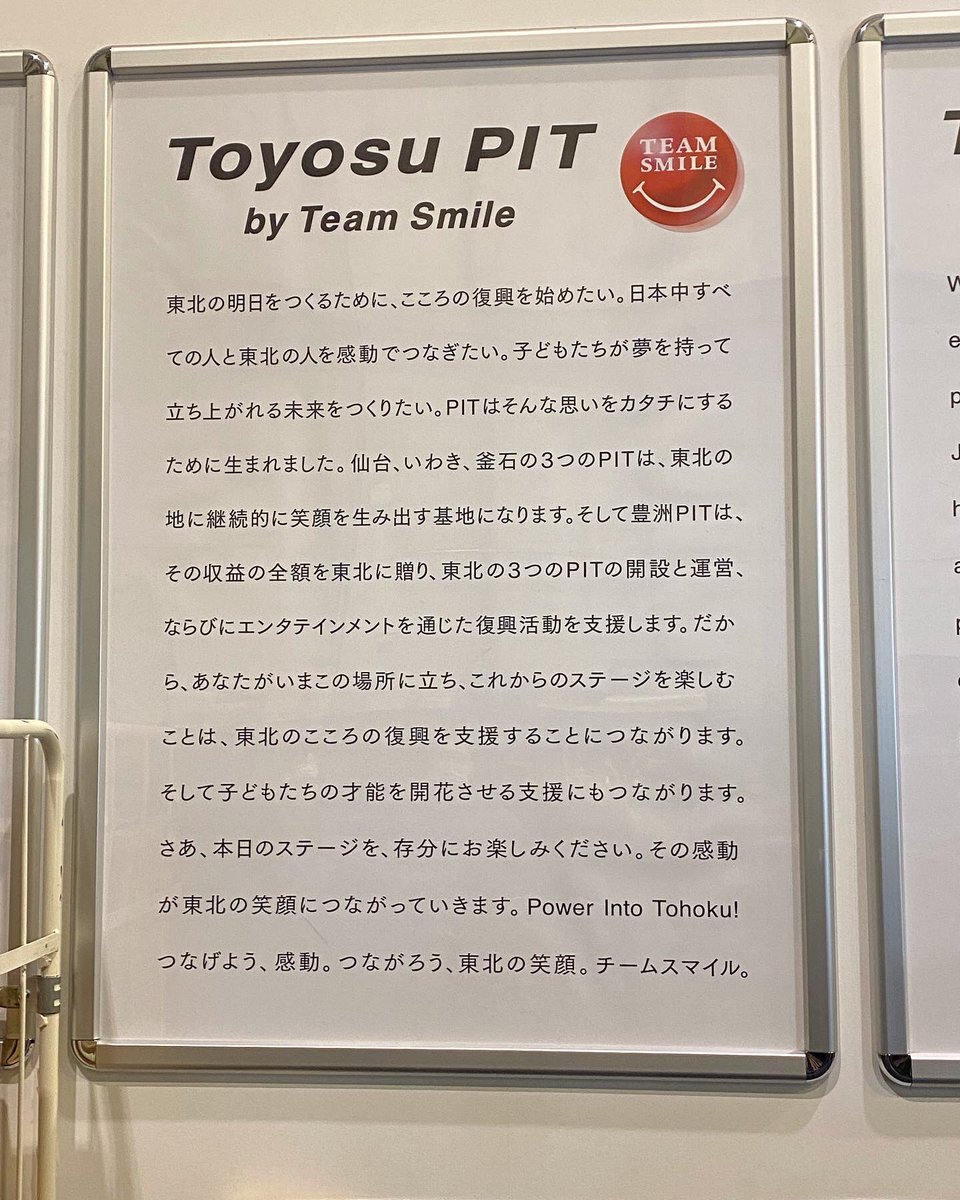 Toyosu PIT
by Team Smile
TEAM
SMILE
東北の明日をつくるために、こころの復興を始めたい。日本中すべ
ての人と東北の人を感動でつなぎたい。子どもたちが夢を持って
立ち上がれる未来をつくりたい。PITはそんな思いをカタチにする
ために生まれました。仙台、いわき、釜石の3つのPITは、東北の
地に継続的に笑顔を生み出す基地になります。そして豊洲PITは、
その収益の全額を東北に贈り、東北の3つのPITの開設と運営、
ならびにエンタテインメントを通じた復興活動を支援します。だか
ら、あなたがいまこの場所に立ち、これからのステージを楽しむ
ことは、東北のこころの復興を支援することにつながります。
そして子どもたちの才能を開花させる支援にもつながります。
さあ、本日のステージを、存分にお楽しみください。その感動
が東北の笑顔につながっていきます。Power Into Tohoku!
つなげよう、感動。つながろう、東北の笑顔。チームスマイル。